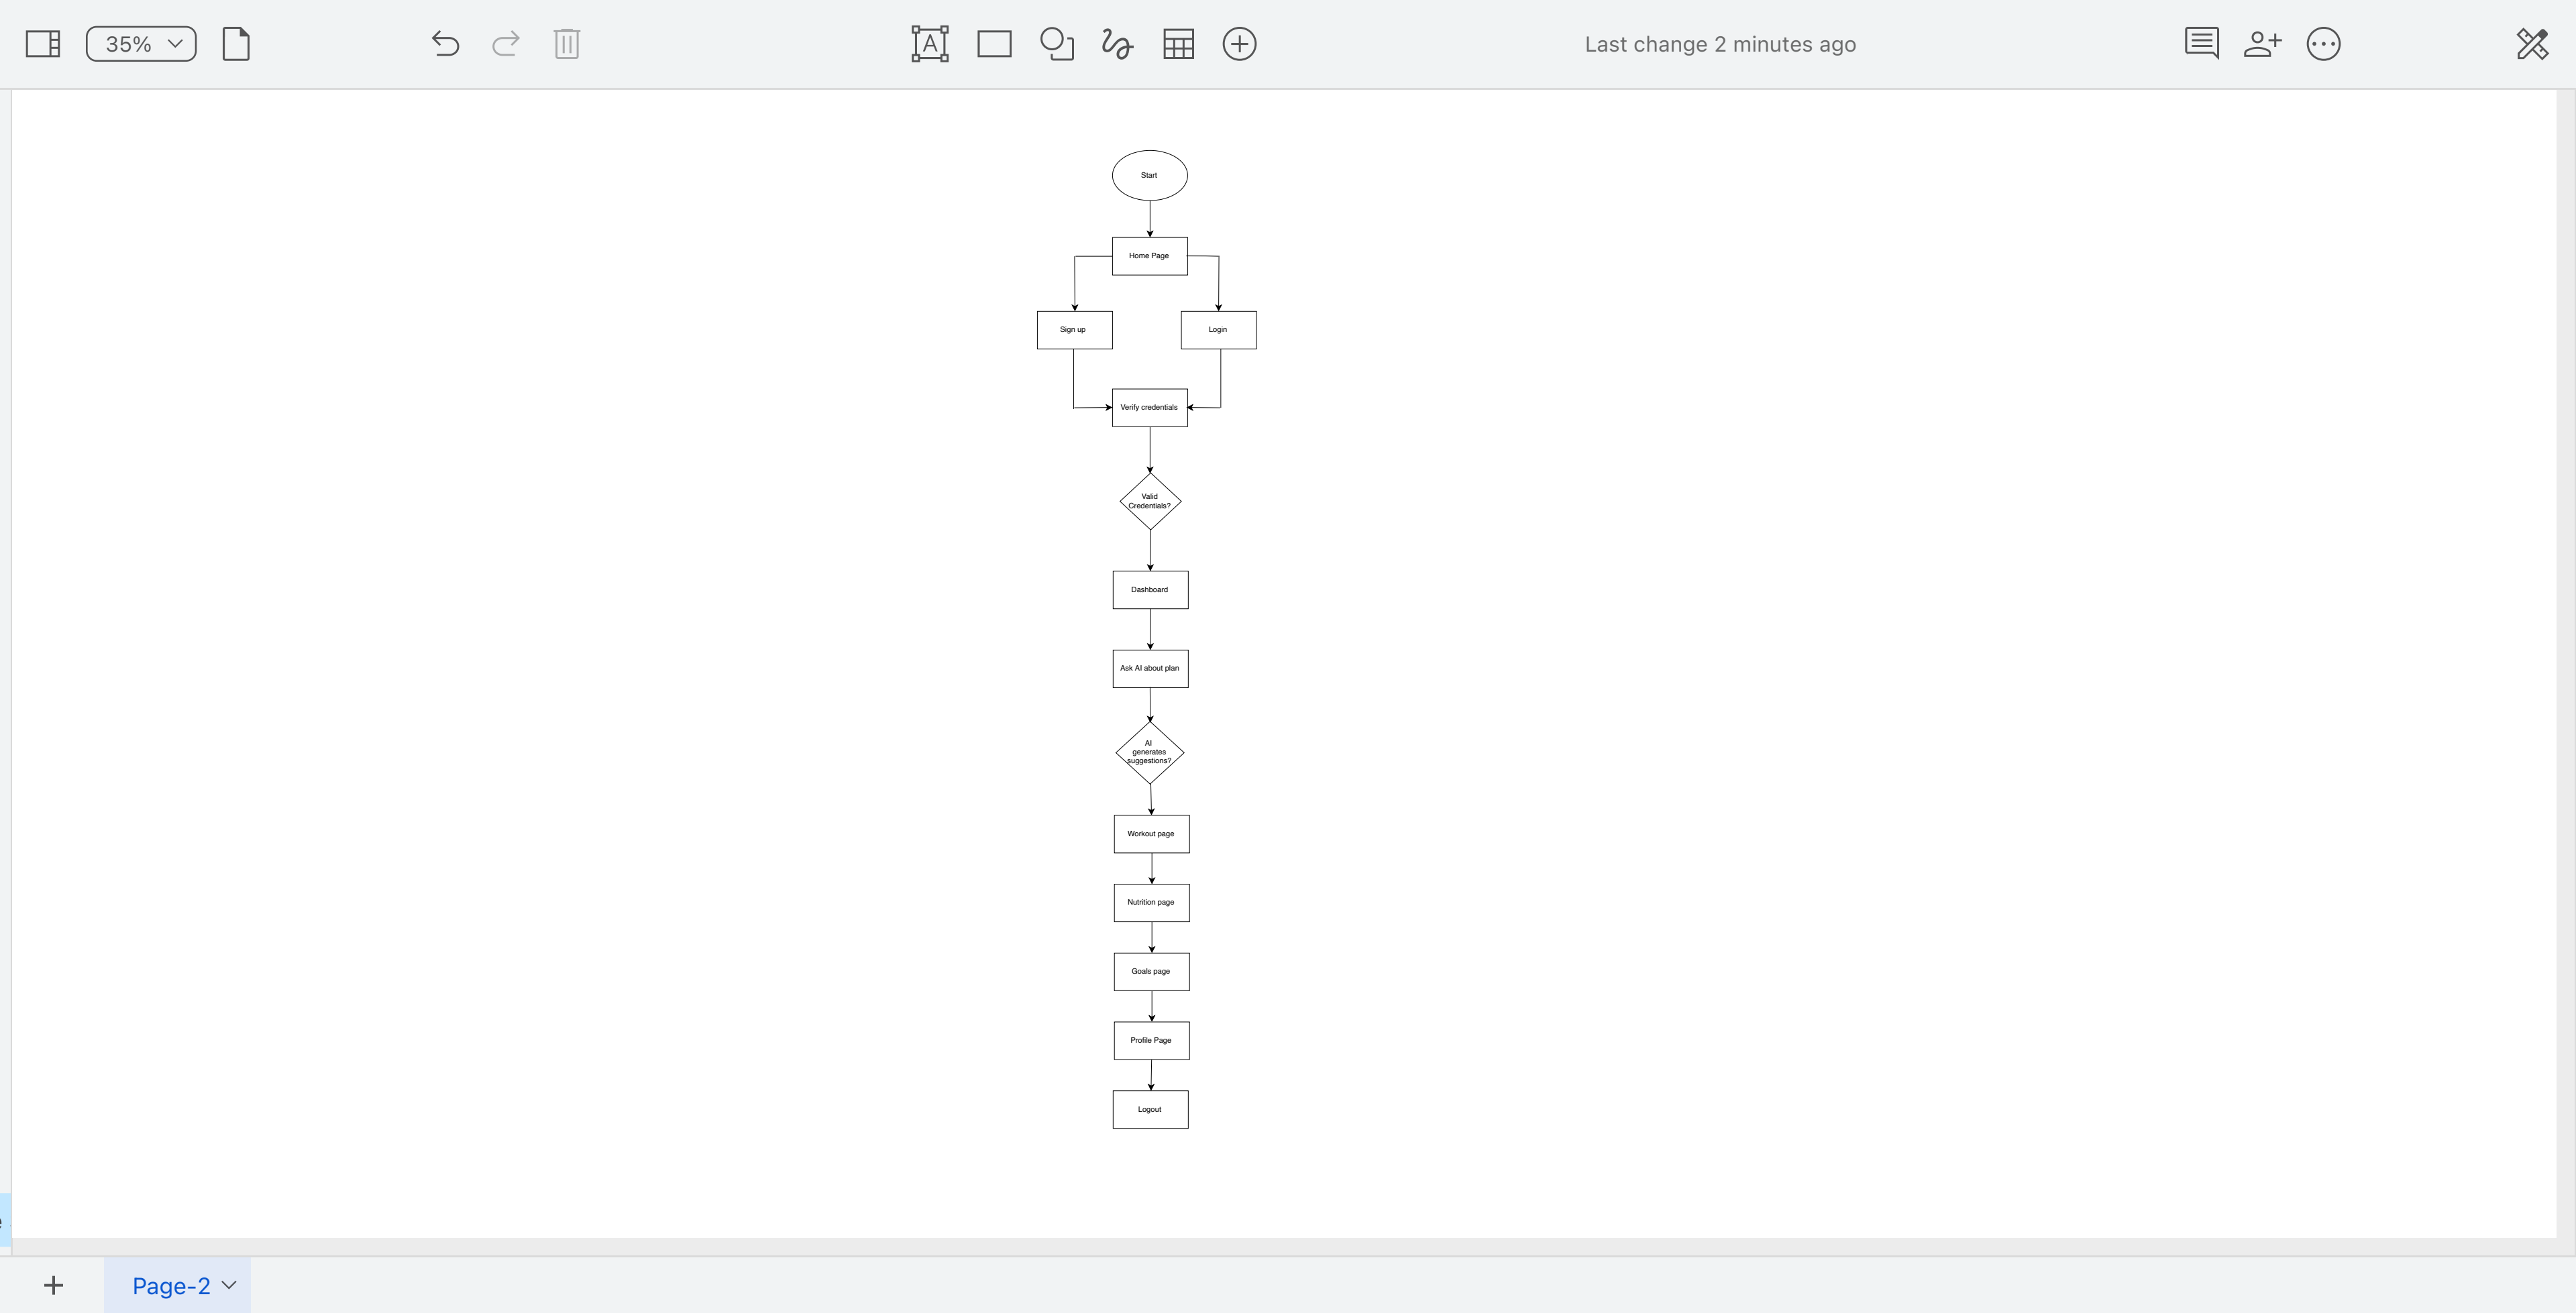 35%
A
Last change 2 minutes ago
Start
Home Page
Sign up
Login
Verify credentials
Valid
Credentials?
Dashboard
Ask AI about plan
AI
generates
suggestions?
Workout page
Nutrition page
Goals page
Profile Page
Logout
Page-2